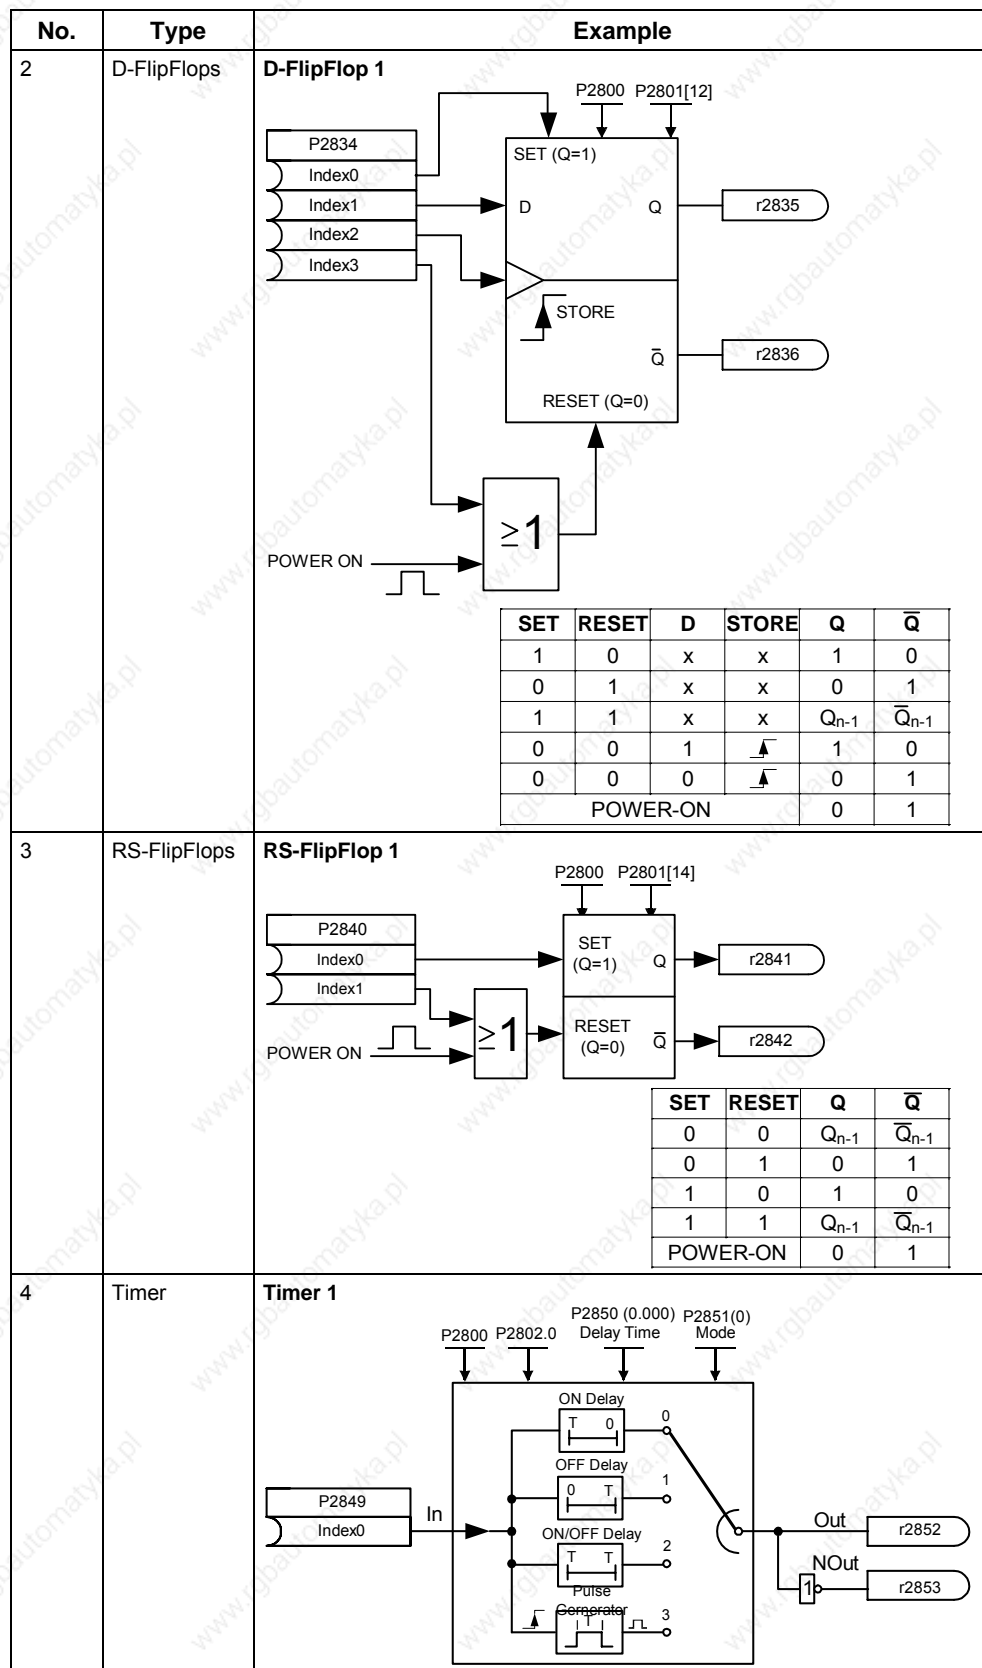 No. Type Example
2 D-FlipFlops D-FlipFlop 1
P2800 P2801[12]
P2834
Index0
Index1
Index2
Index3
SET (Q=1)
D Q
r2835
STORE
Q̅
r2836
RESET (Q=0)
≥1
POWER ON
SET RESET D STORE Q Q̅
1 0 x x 1 0
0 1 x x 0 1
1 1 x x Qn-1 Q̅n-1
0 0 1 1 0
0 0 0 0 1
POWER-ON 0 1
3 RS-FlipFlops RS-FlipFlop 1
P2800 P2801[14]
P2840
Index0
Index1
SET
(Q=1) Q
r2841
≥1
RESET
(Q=0) Q̅
r2842
POWER ON
SET RESET Q Q̅
0 0 Qn-1 Q̅n-1
0 1 0 1
1 0 1 0
1 1 Qn-1 Q̅n-1
POWER-ON 0 1
4 Timer Timer 1
P2800 P2802.0
P2850 (0.000)
Delay Time
P2851(0)
Mode
ON Delay
T 0
0
OFF Delay
0 T
1
ON/OFF Delay
T T
2
Pulse
Gernerator
T
3
P2849
Index0
In
Out
r2852
NOut
1
r2853
www.rgbautomatyka.pl